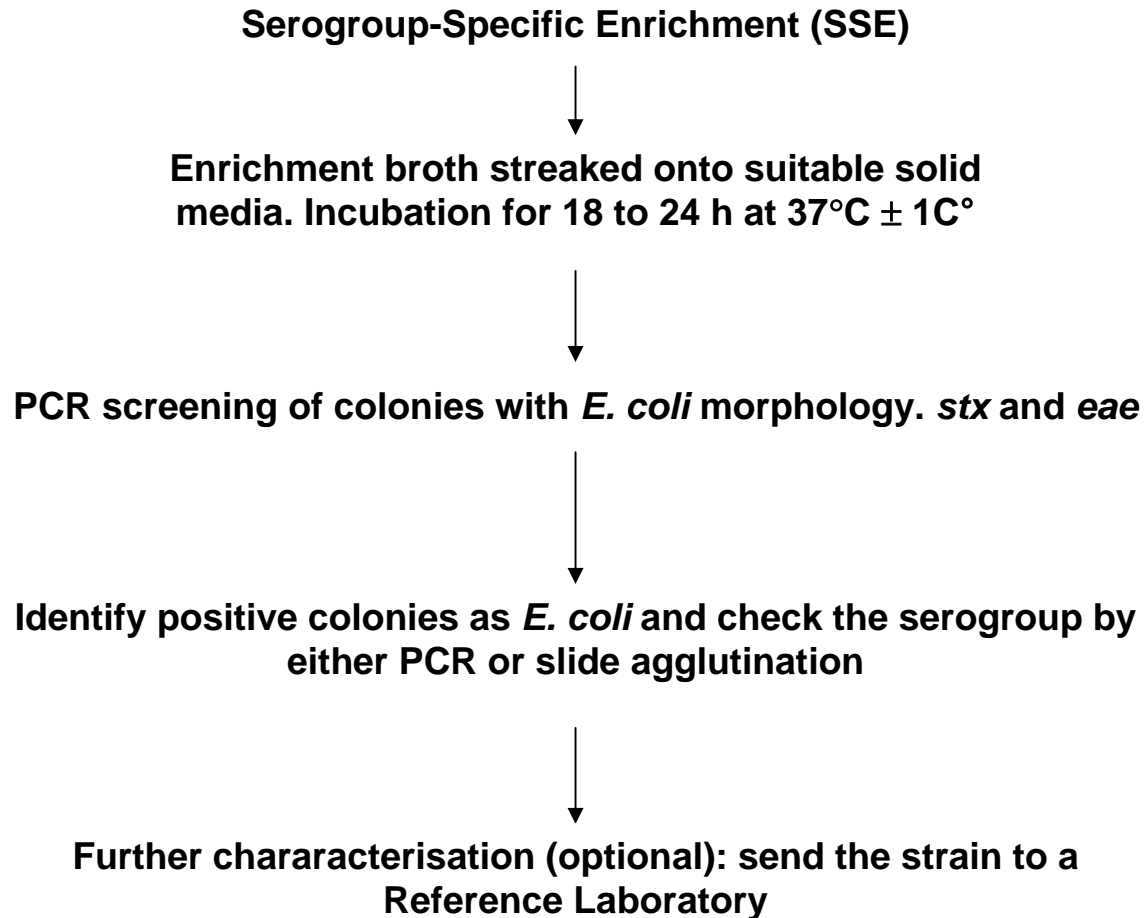 Serogroup-Specific Enrichment (SSE)
Enrichment broth streaked onto suitable solid
media. Incubation for 18 to 24 h at 37°C ± 1C°
PCR screening of colonies with E. coli morphology. stx and eae
Identify positive colonies as E. coli and check the serogroup by
either PCR or slide agglutination
Further chararacterisation (optional): send the strain to a
Reference Laboratory